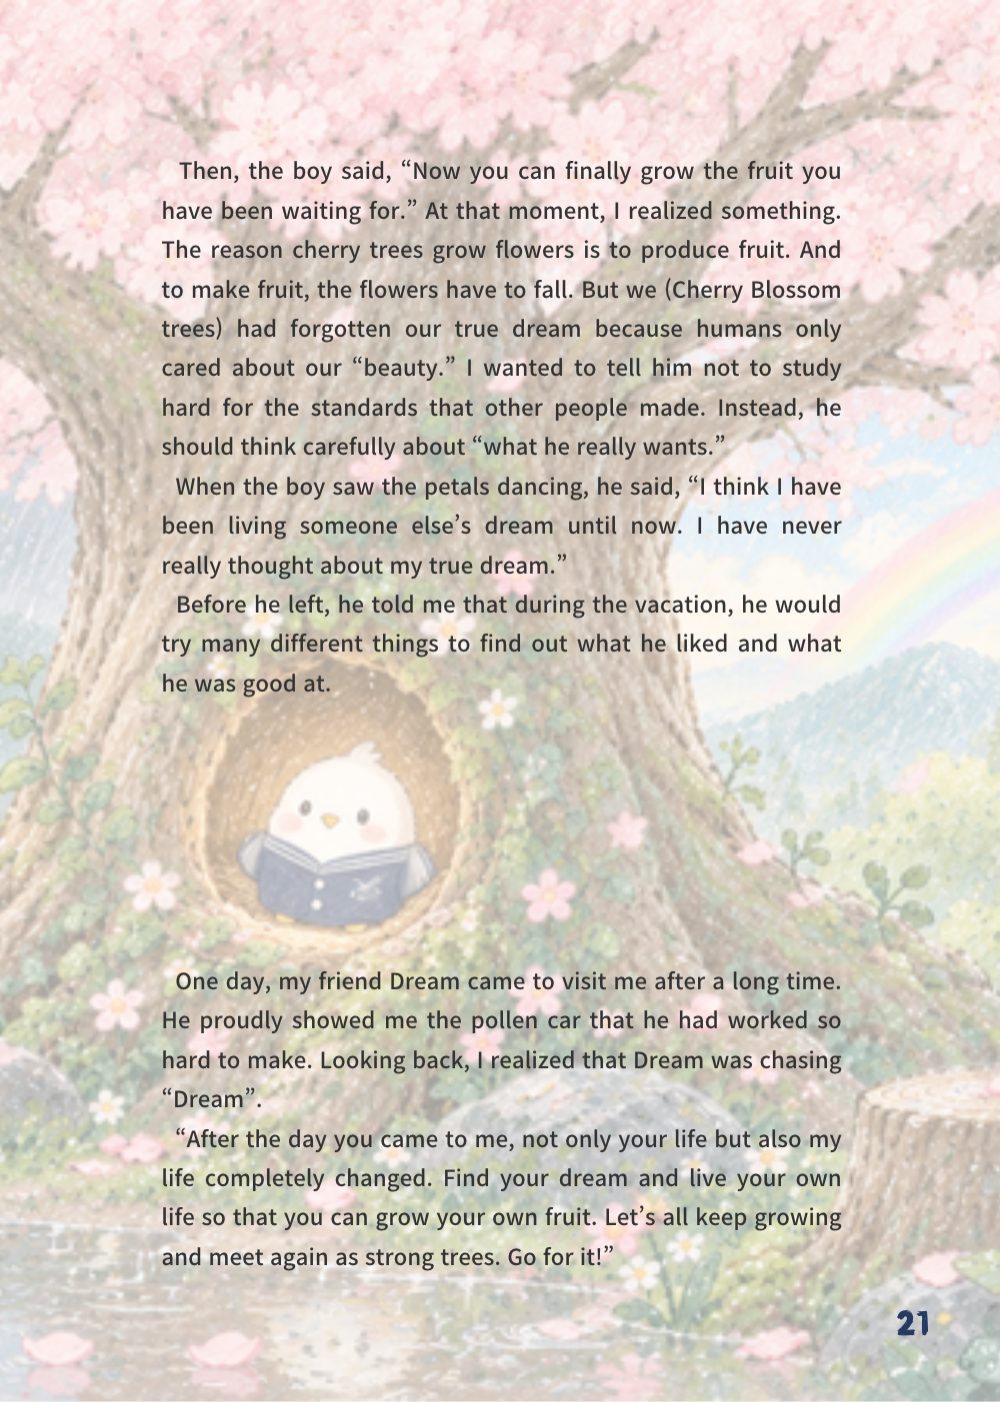 Then, the boy said, “Now you can finally grow the fruit you
have been waiting for.” At that moment, I realized something.
The reason cherry trees grow flowers is to produce fruit. And
to make fruit, the flowers have to fall. But we (Cherry Blossom
trees) had forgotten our true dream because humans only
cared about our “beauty.” I wanted to tell him not to study
hard for the standards that other people made. Instead, he
should think carefully about “what he really wants.”
When the boy saw the petals dancing, he said, “I think I have
been living someone else’s dream until now. I have never
really thought about my true dream.”
Before he left, he told me that during the vacation, he would
try many different things to find out what he liked and what
he was good at.
One day, my friend Dream came to visit me after a long time.
He proudly showed me the pollen car that he had worked so
hard to make. Looking back, I realized that Dream was chasing
“Dream”.
“After the day you came to me, not only your life but also my
life completely changed. Find your dream and live your own
life so that you can grow your own fruit. Let’s all keep growing
and meet again as strong trees. Go for it!”
21